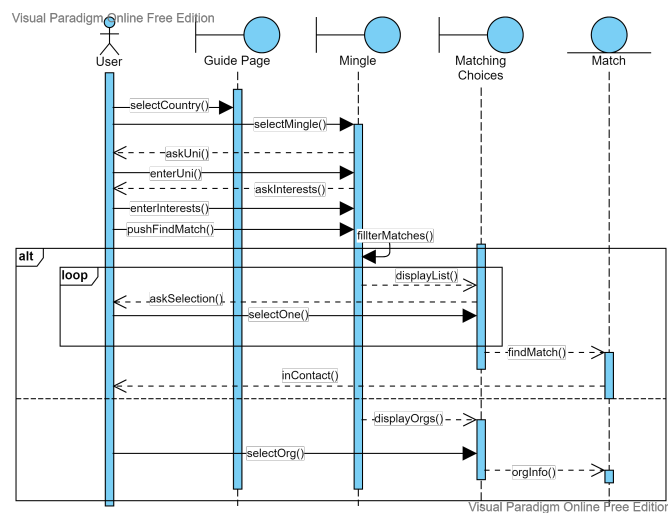 Visual Paradigm Online Free Edition
User
Guide Page
Mingle
Matching
Choices
Match
selectCountry()
selectMingle()
askUni()
enterUni()
askInterests()
enterInterests()
pushFindMatch()
fillterMatches()
alt
loop
displayList()
askSelection()
selectOne()
findMatch()
inContact()
displayOrgs()
selectOrg()
orgInfo()
Visual Paradigm Online Free Edition